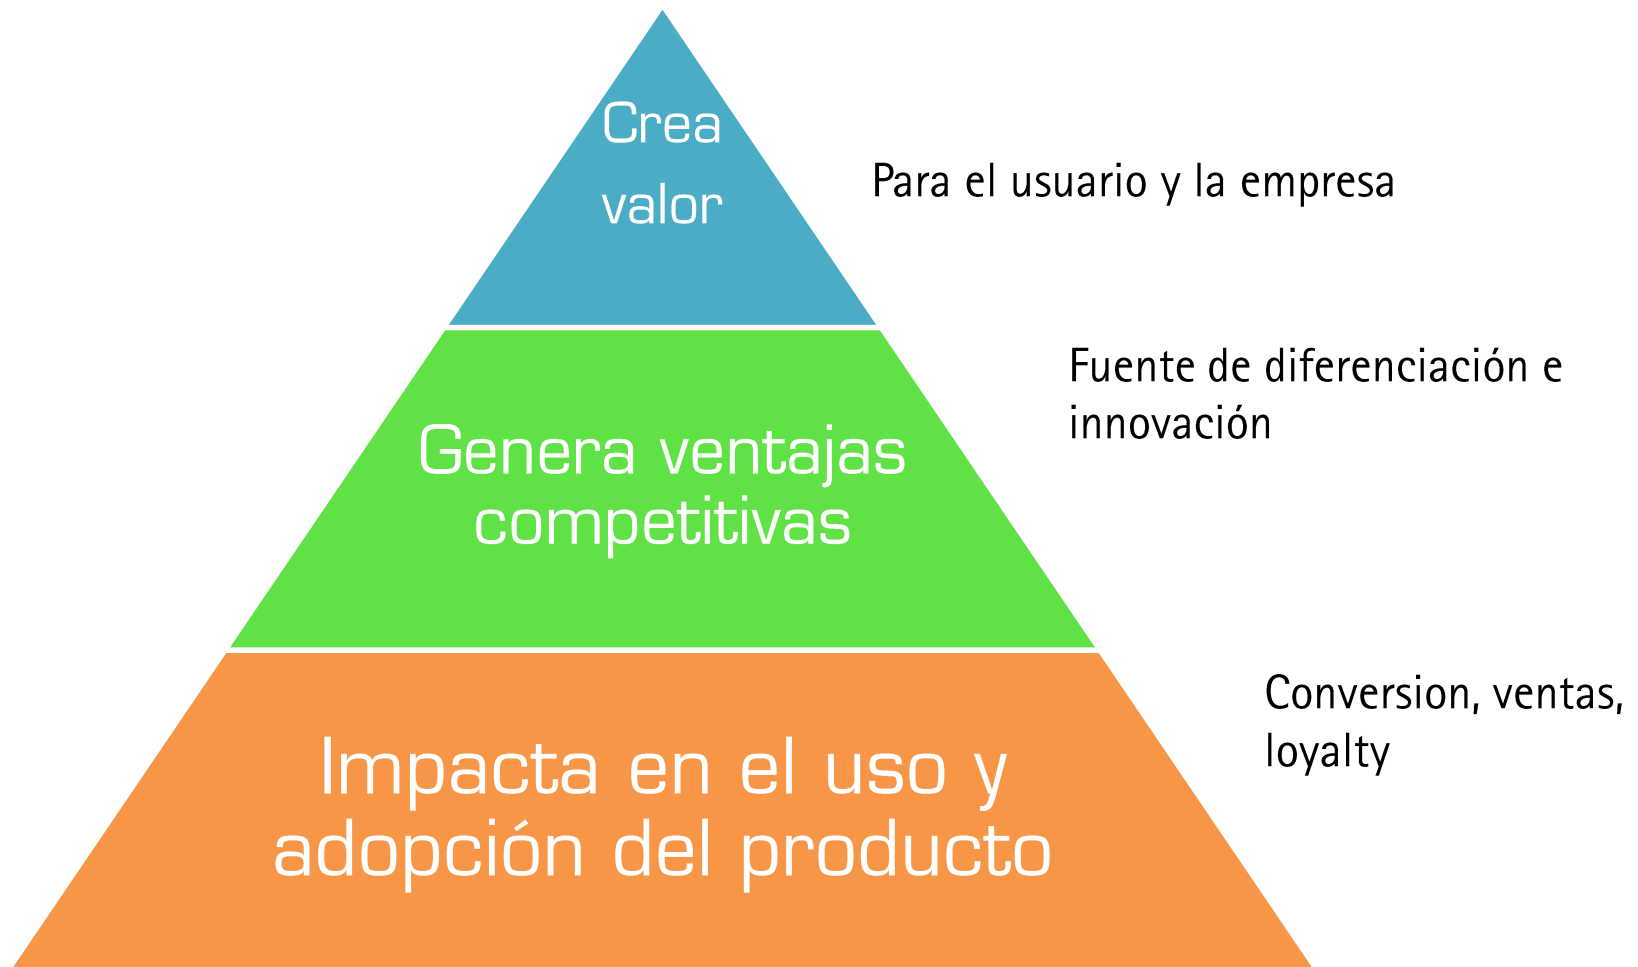 Crea
valor
Para el usuario y la empresa
Genera ventajas
competitivas
Fuente de diferenciación e
innovación
Impacta en el uso y
adopción del producto
Conversion, ventas,
loyalty